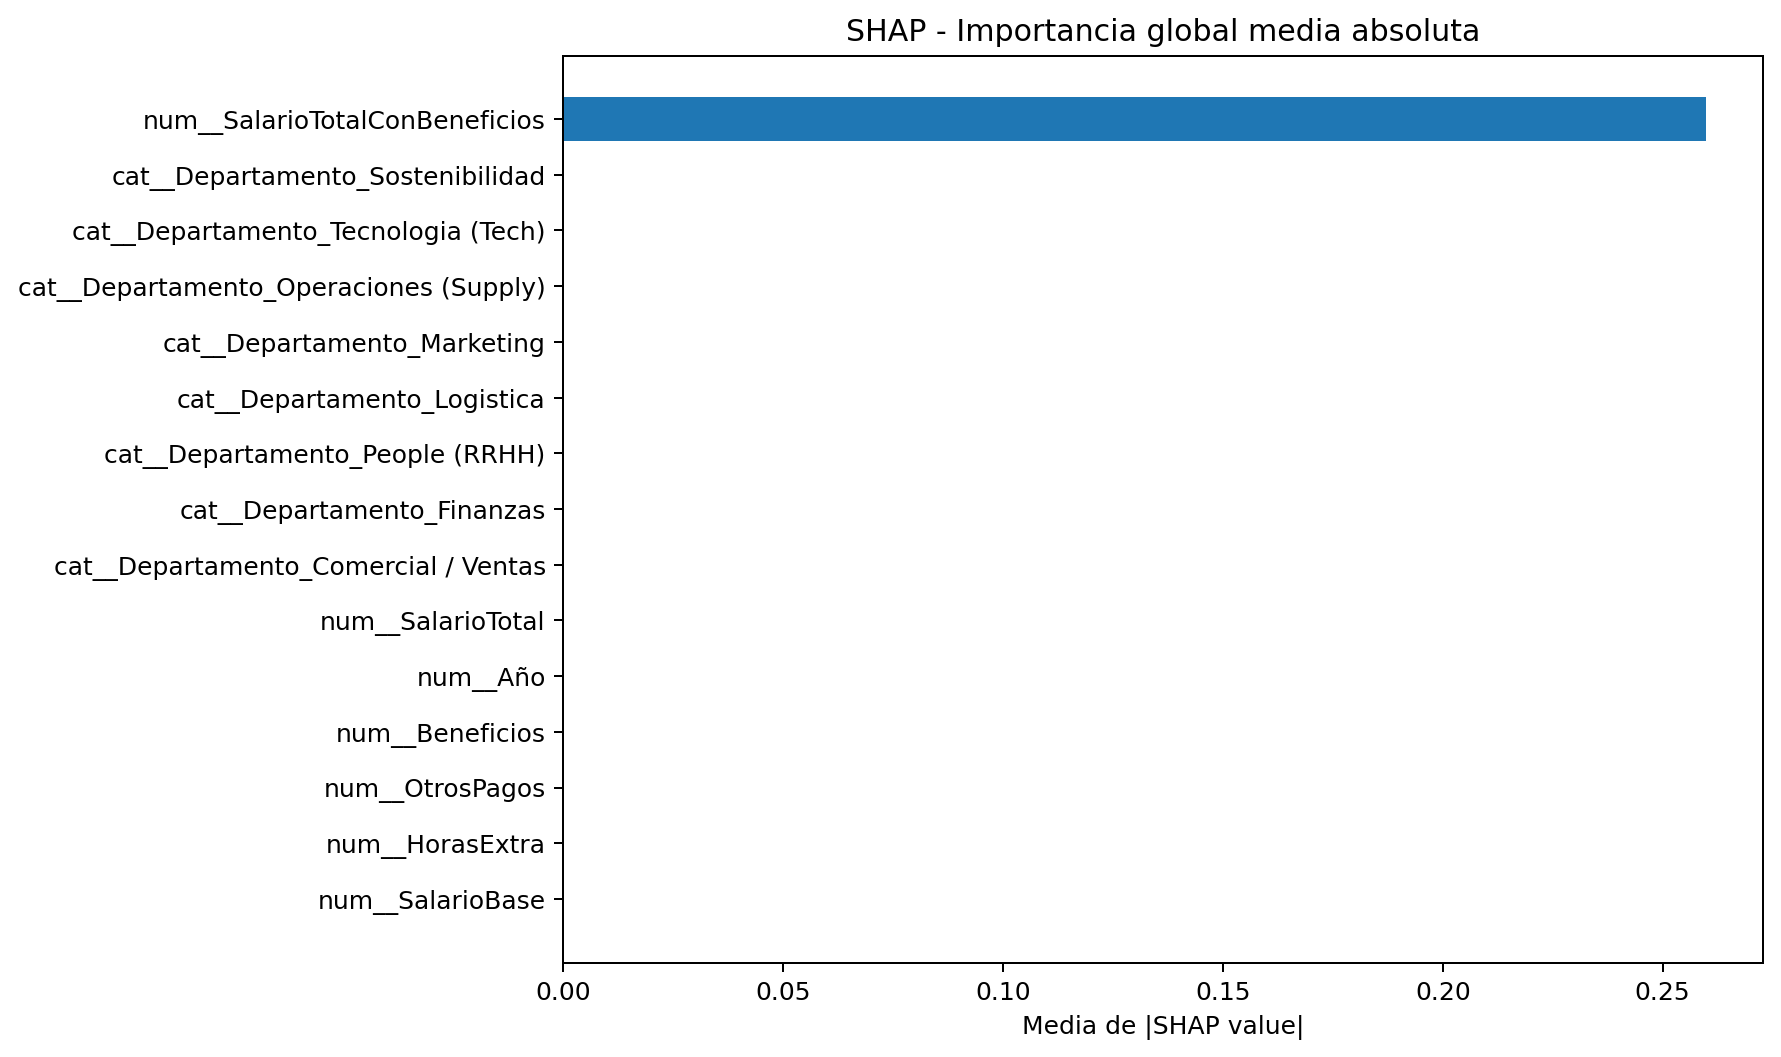 SHAP - Importancia global media absoluta
num__SalarioTotalConBeneficios
cat__Departamento_Sostenibilidad
cat__Departamento_Tecnologia (Tech)
cat__Departamento_Operaciones (Supply)
cat__Departamento_Marketing
cat__Departamento_Logistica
cat__Departamento_People (RRHH)
cat__Departamento_Finanzas
cat__Departamento_Comercial / Ventas
num__SalarioTotal
num__Año
num__Beneficios
num__OtrosPagos
num__HorasExtra
num__SalarioBase
0.00 0.05 0.10 0.15 0.20 0.25
Media de |SHAP value|